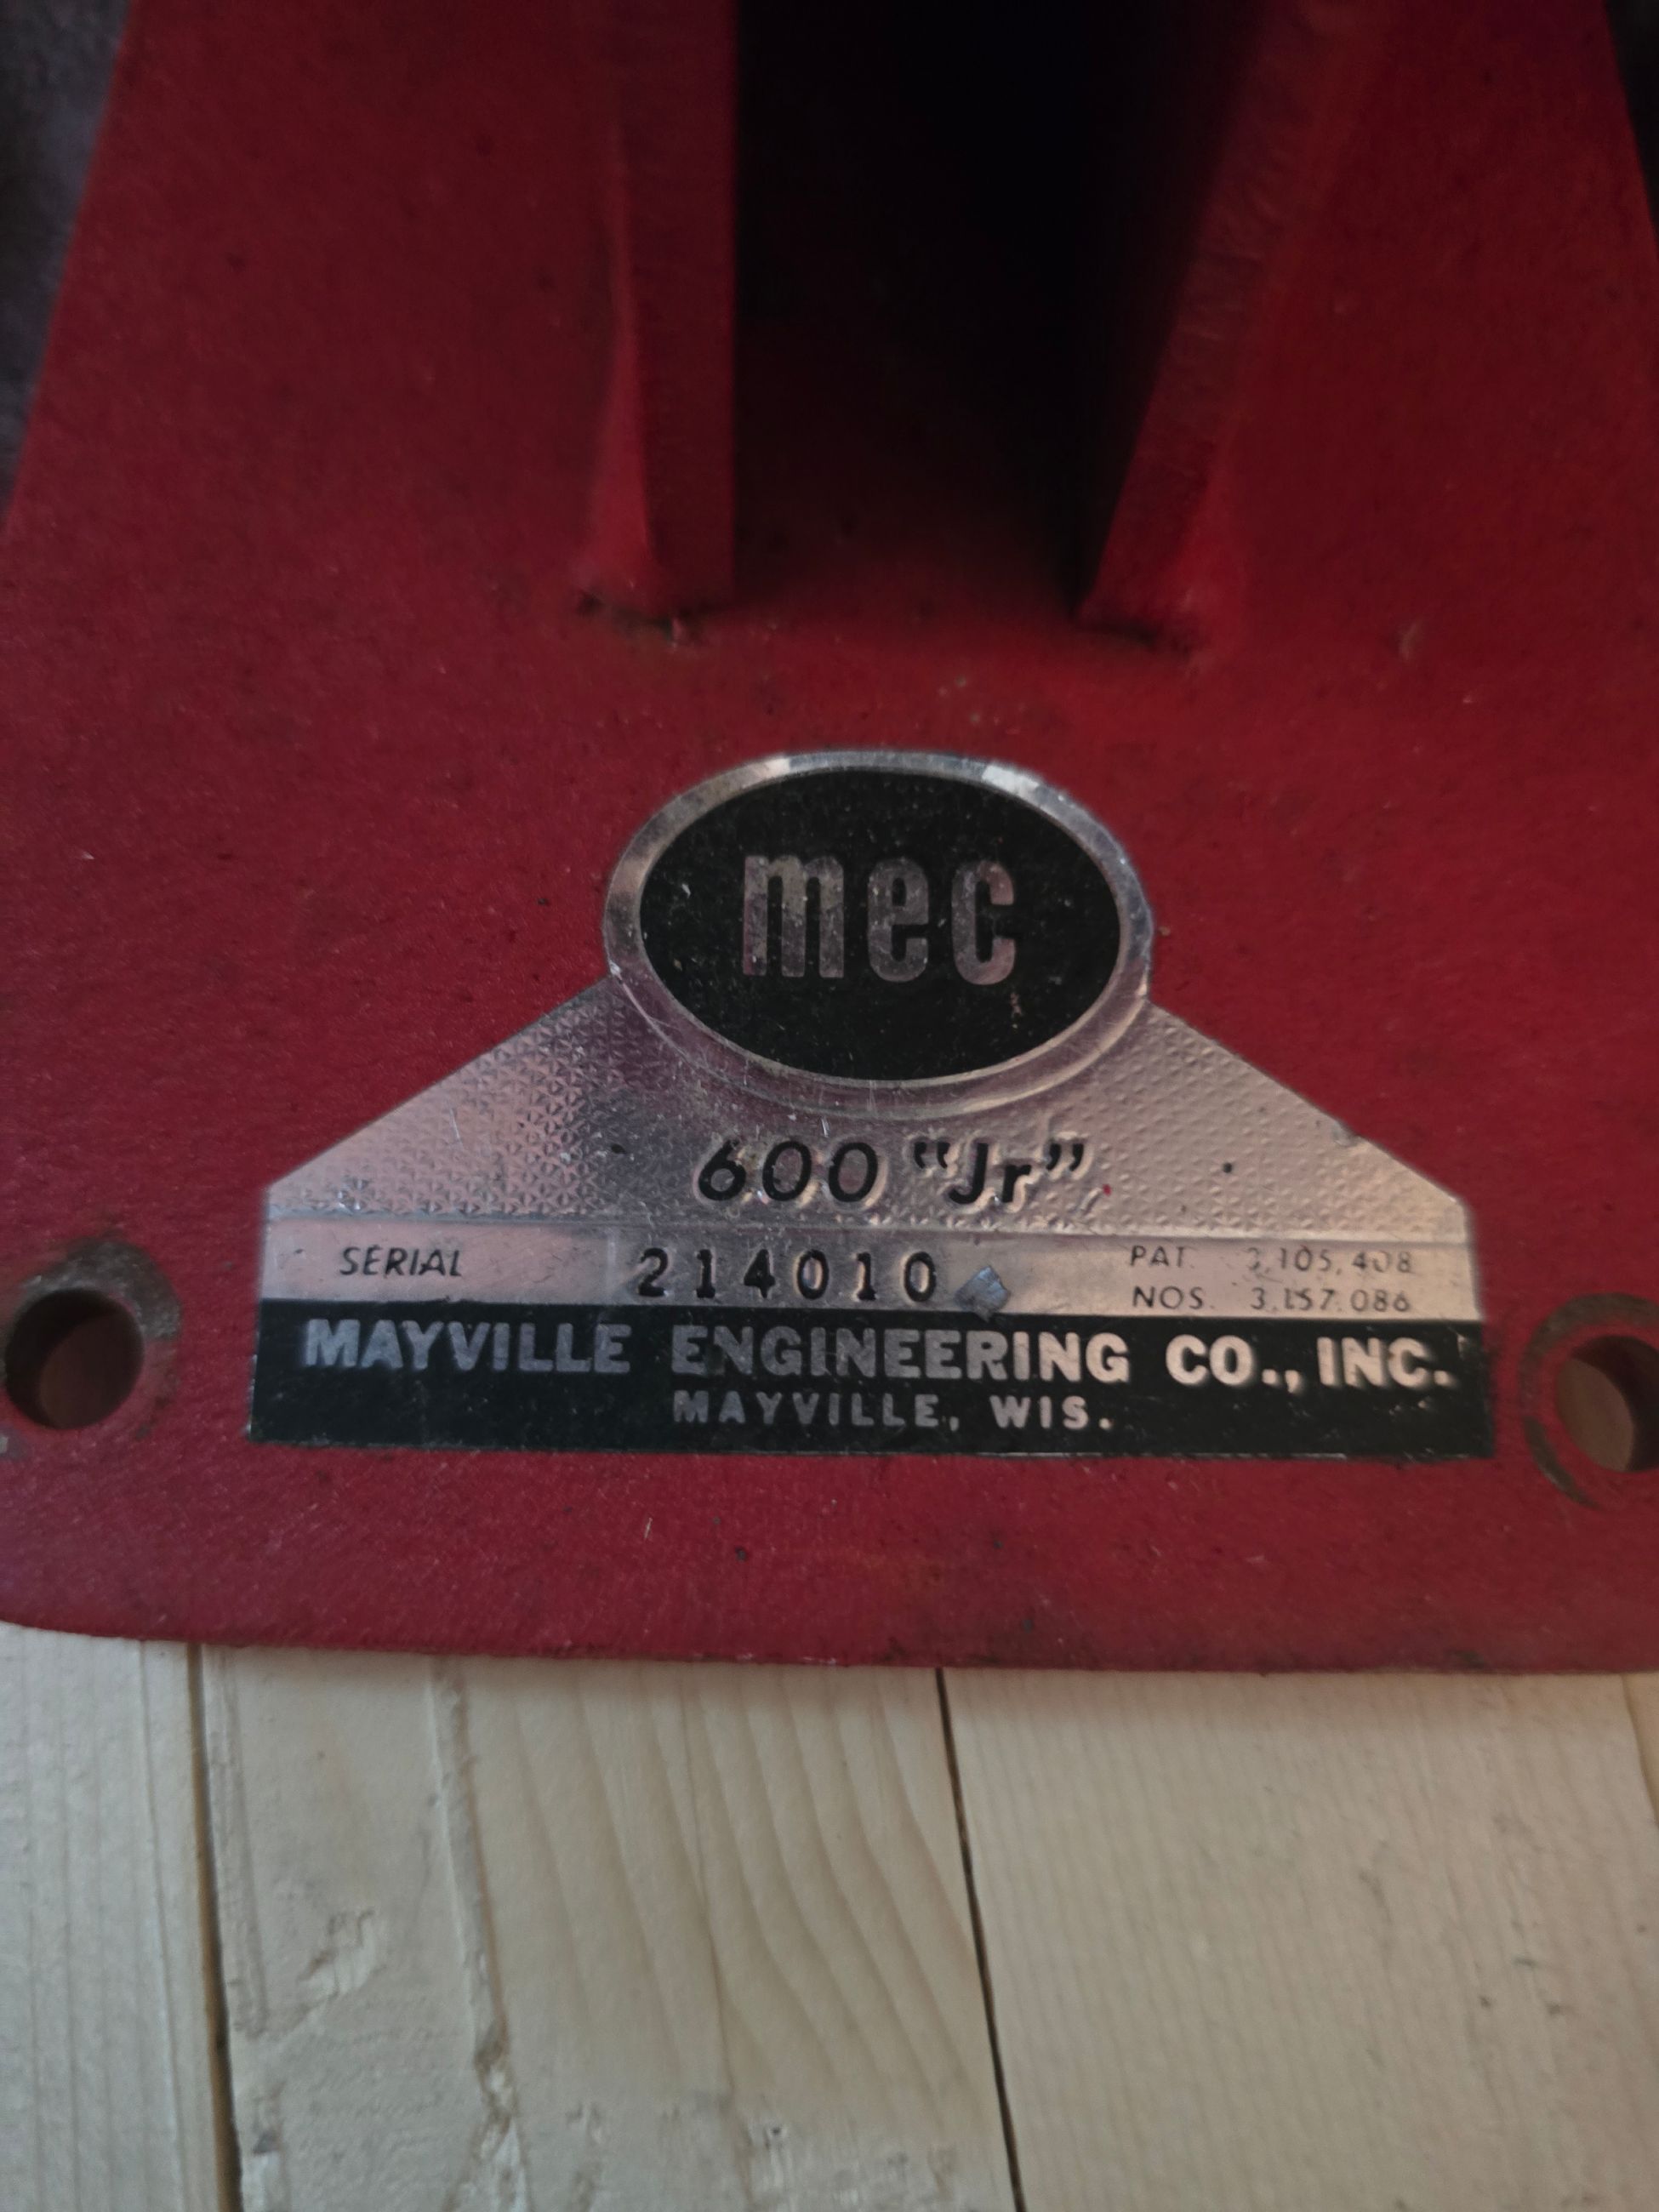 mec
600 "Jr"
SERIAL 214010
PAT. 3,105,408
NOS. 3,157,086
MAYVILLE ENGINEERING CO., INC.
MAYVILLE, WIS.